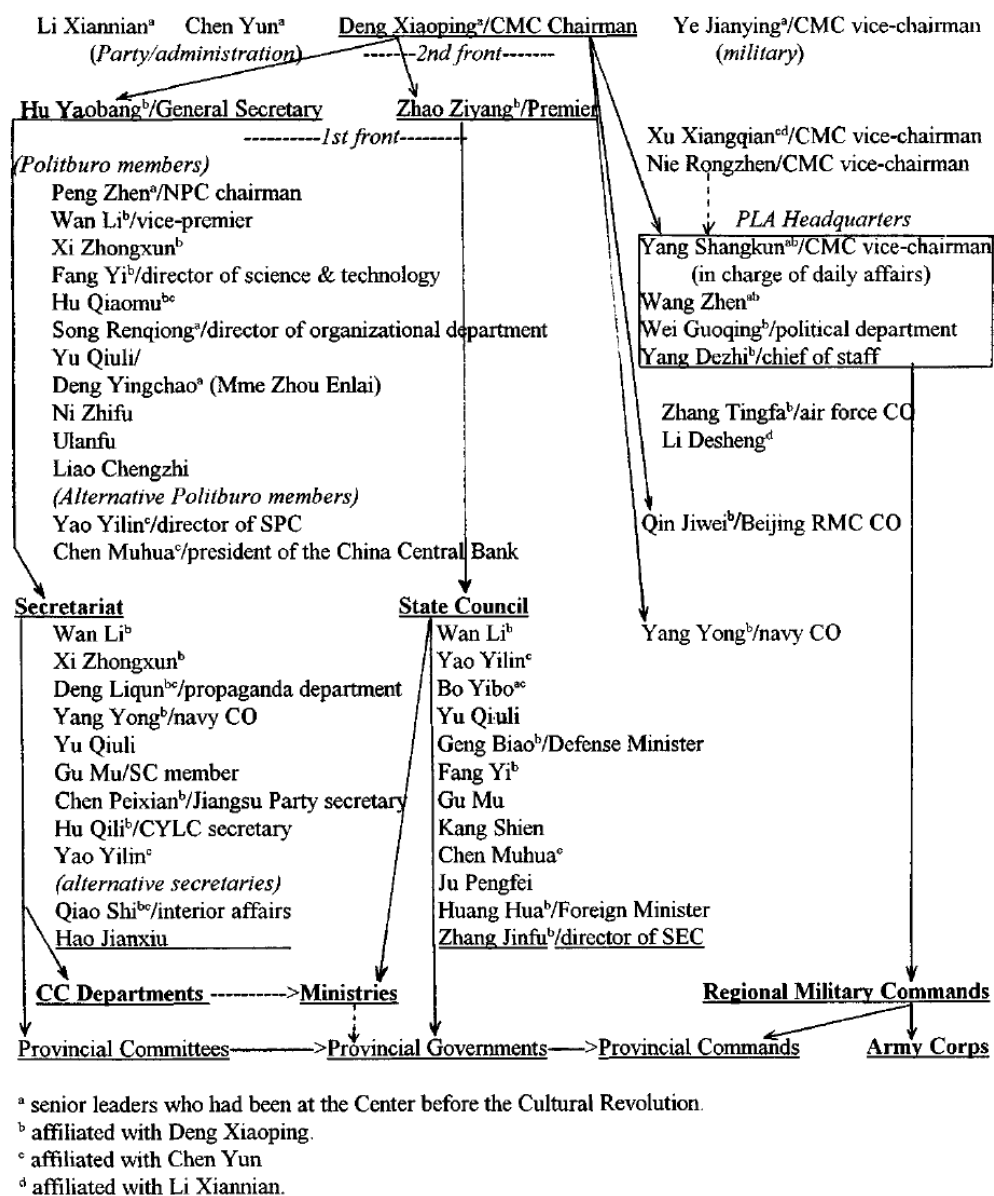 Li Xiannianᵃ Chen Yunᵃ Deng Xiaopingᵃ/CMC Chairman Ye Jianyingᵃ/CMC vice-chairman
(Party/administration) -------2nd front------- (military)
Hu Yaobangᵇ/General Secretary Zhao Ziyangᵇ/Premier
----------1st front--------
Xu Xiangqianᶜᵈ/CMC vice-chairman
(Politburo members)
Nie Rongzhen/CMC vice-chairman
Peng Zhenᵃ/NPC chairman
Wan Liᵇ/vice-premier PLA Headquarters
Xi Zhongxunᵇ Yang Shangkunᵃᵇ/CMC vice-chairman
Fang Yiᵇ/director of science & technology (in charge of daily affairs)
Hu Qiaomuᵇᶜ Wang Zhenᵃᵇ
Song Renqiongᵃ/director of organizational department Wei Guoqingᵇ/political department
Yu Qiuli/ Yang Dezhiᵇ/chief of staff
Deng Yingchaoᵃ (Mme Zhou Enlai)
Ni Zhifu Zhang Tingfaᵇ/air force CO
Ulanfu Li Deshengᵈ
Liao Chengzhi
(Alternative Politburo members)
Yao Yilinᶜ/director of SPC Qin Jiweiᵇ/Beijing RMC CO
Chen Muhuaᶜ/president of the China Central Bank
Secretariat State Council
Wan Liᵇ Wan Liᵇ Yang Yongᵇ/navy CO
Xi Zhongxunᵇ Yao Yilinᶜ
Deng Liqunᵇᶜ/propaganda department Bo Yiboᵃᶜ
Yang Yongᵇ/navy CO Yu Qiuli
Yu Qiuli Geng Biaoᵇ/Defense Minister
Gu Mu/SC member Fang Yiᵇ
Chen Peixianᵇ/Jiangsu Party secretary Gu Mu
Hu Qiliᵇ/CYLC secretary Kang Shien
Yao Yilinᶜ Chen Muhuaᶜ
(alternative secretaries) Ju Pengfei
Qiao Shiᵇᶜ/interior affairs Huang Huaᵇ/Foreign Minister
Hao Jianxiu Zhang Jinfuᵇ/director of SEC
CC Departments ---------->Ministries Regional Military Commands
Provincial Committees———>Provincial Governments—->Provincial Commands Army Corps
ᵃ senior leaders who had been at the Center before the Cultural Revolution.
ᵇ affiliated with Deng Xiaoping.
ᶜ affiliated with Chen Yun
ᵈ affiliated with Li Xiannian.